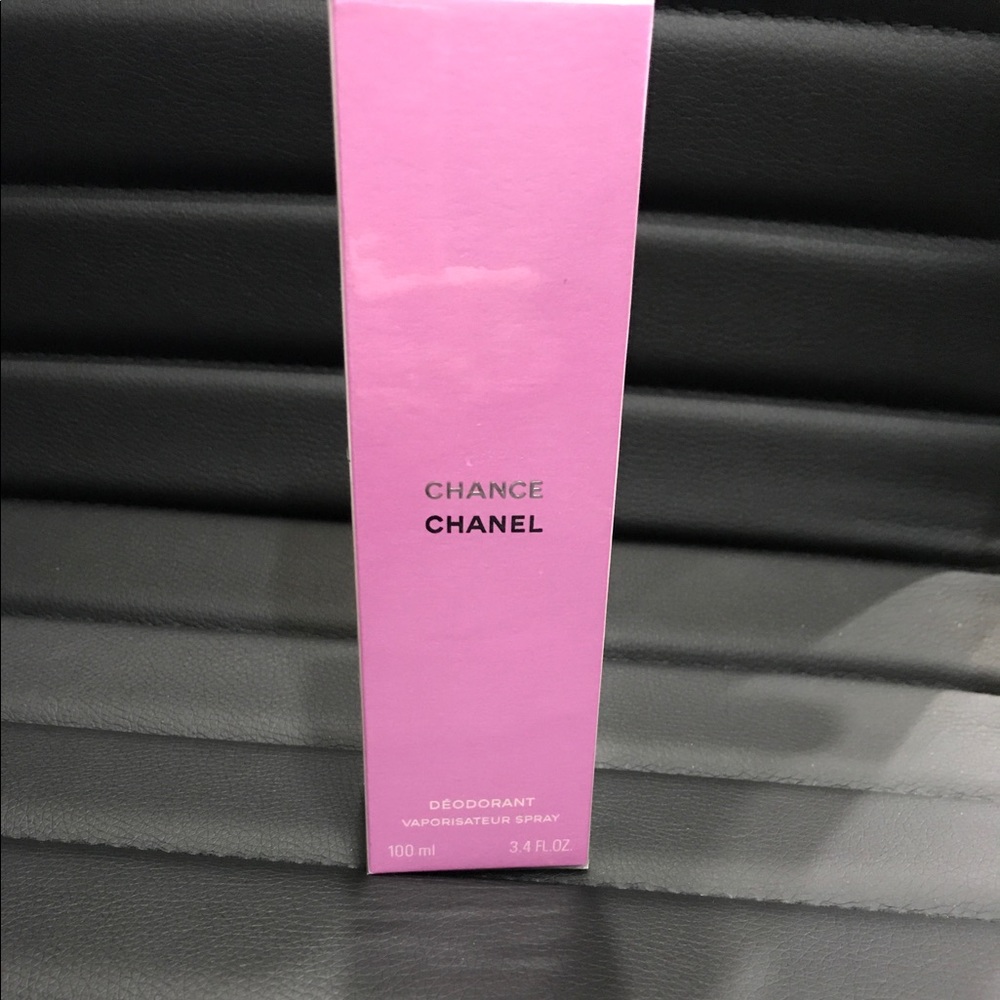 CHANCE
CHANEL
DÉODORANT
VAPORISATEUR SPRAY
100 ml 3.4 FL.OZ.